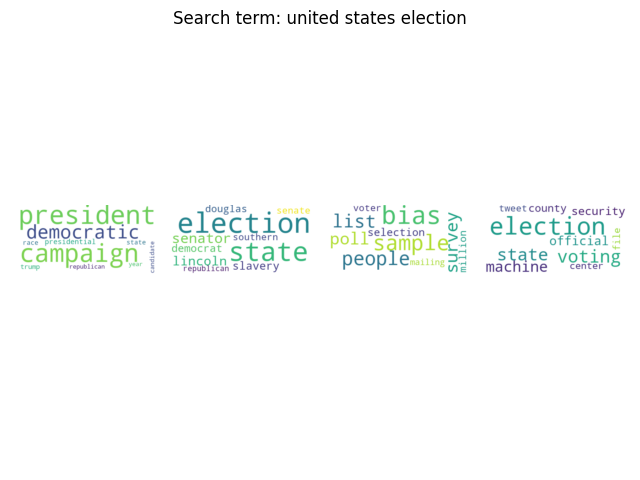 Search term: united states election
president
democratic
race presidential state
campaign
trump republican year
candidate
douglas senate
election
senator southern
democrat state
lincoln
republican slavery
voter bias
list
selection
poll sample
people mailing
survey
million
tweet county security
election
official
state voting
machine center
file